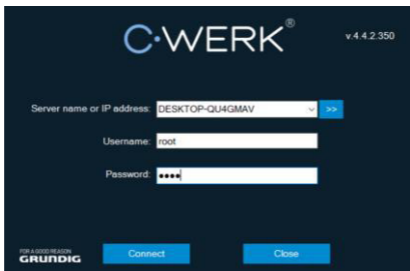 C·WERK®
v.4.4.2.350
Server name or IP address: DESKTOP-QU4GMAV >>
Username: root
Password: ••••
FOR A GOOD REASON
GRUNDIG
Connect Close